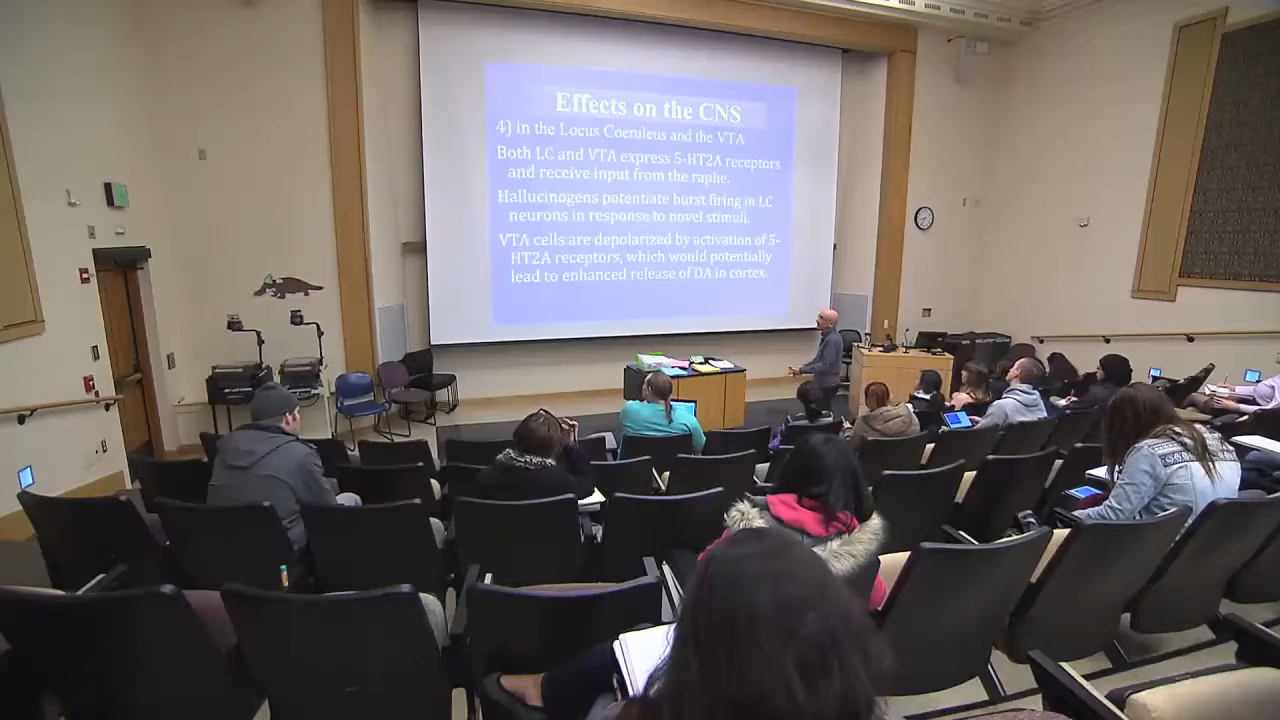 Effects on the CNS
4) in the Locus Coeruleus and the VTA
Both LC and VTA express 5-HT2A receptors
and receive input from the raphe.
Hallucinogens potentiate burst firing in LC
neurons in response to novel stimuli.
VTA cells are depolarized by activation of 5-
HT2A receptors, which would potentially
lead to enhanced release of DA in cortex.